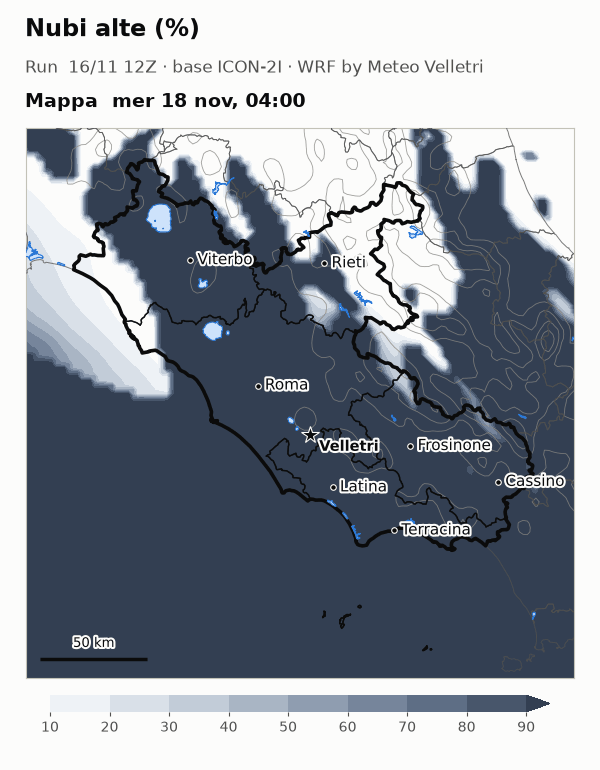 Nubi alte (%)
Run  16/11 12Z · base ICON-2I · WRF by Meteo Velletri
Mappa  mer 18 nov, 04:00
Viterbo
Rieti
Roma
Velletri
Frosinone
Latina
Cassino
Terracina
50 km
10 20 30 40 50 60 70 80 90